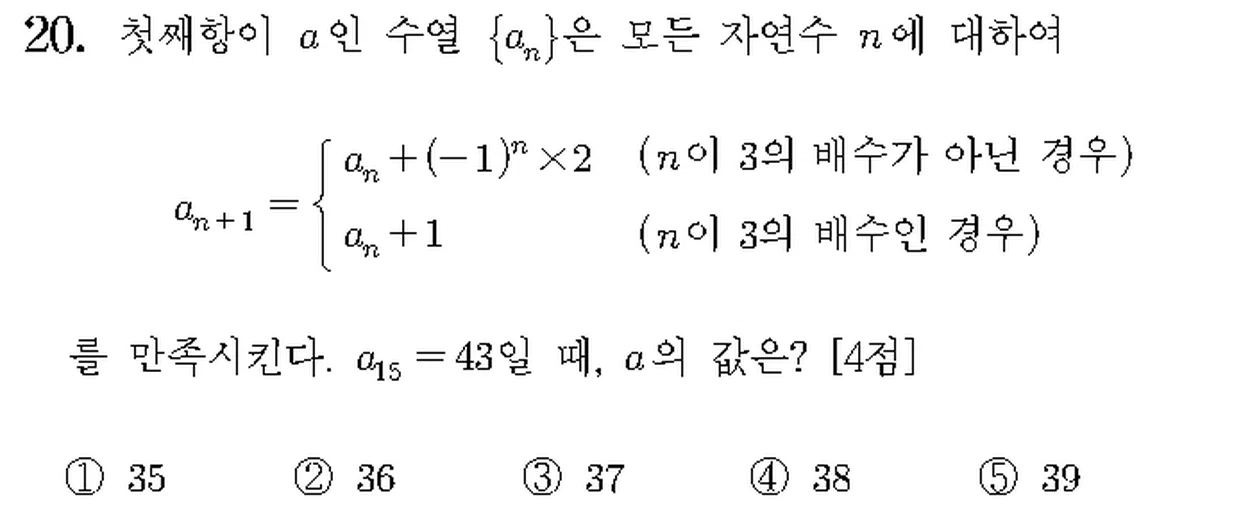 20. 첫째항이 a인 수열 {aₙ}은 모든 자연수 n에 대하여
aₙ₊₁ = { aₙ + (−1)ⁿ × 2 (n이 3의 배수가 아닌 경우)
aₙ + 1 (n이 3의 배수인 경우)
를 만족시킨다. a₁₅ = 43일 때, a의 값은? [4점]
① 35 ② 36 ③ 37 ④ 38 ⑤ 39